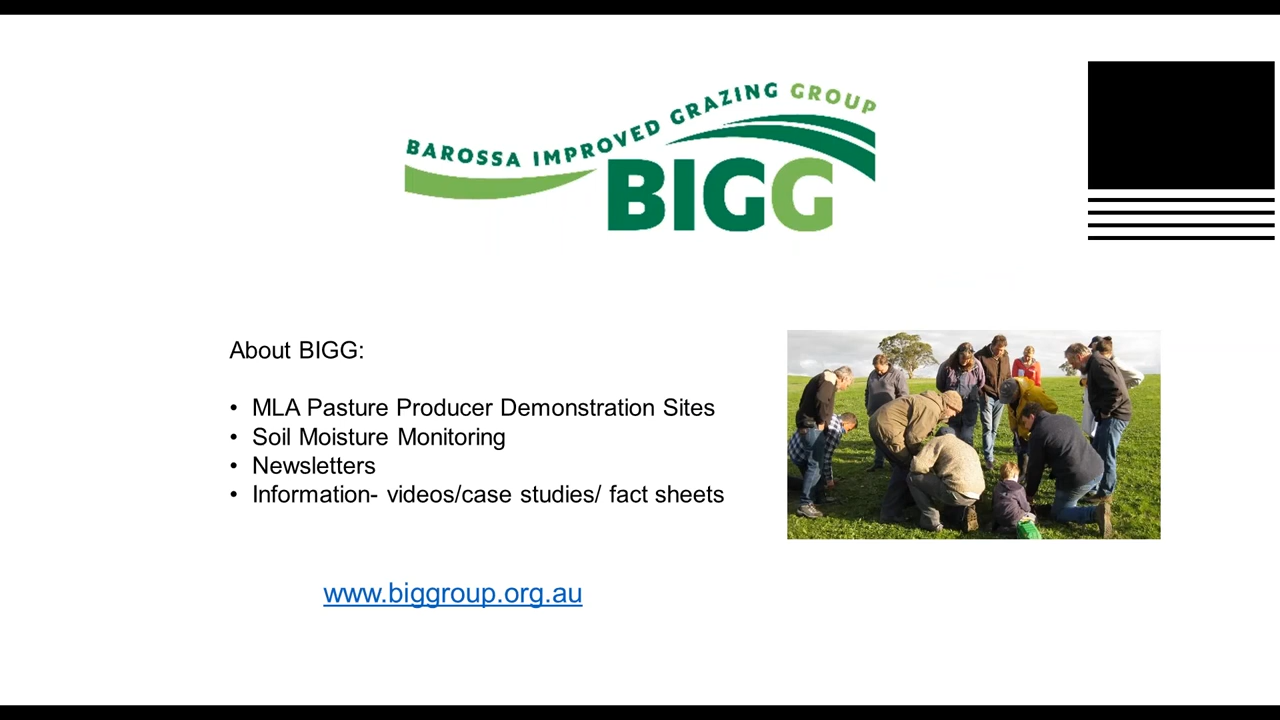 BAROSSA IMPROVED GRAZING GROUP
BIGG
About BIGG:
• MLA Pasture Producer Demonstration Sites
• Soil Moisture Monitoring
• Newsletters
• Information- videos/case studies/ fact sheets
www.biggroup.org.au